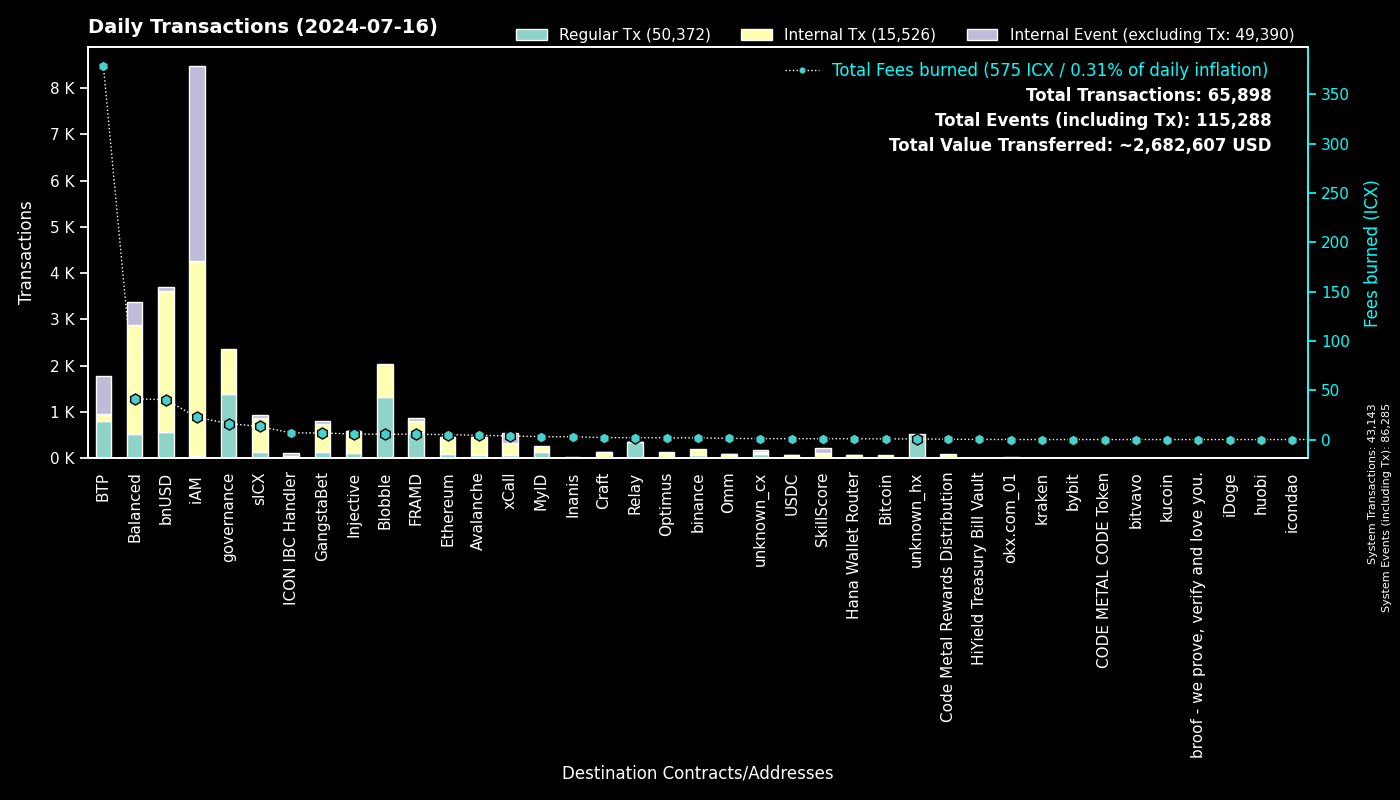 Daily Transactions (2024-07-16)
Regular Tx (50,372)
Internal Tx (15,526)
Internal Event (excluding Tx: 49,390)
Total Fees burned (575 ICX / 0.31% of daily inflation)
Total Transactions: 65,898
Total Events (including Tx): 115,288
Total Value Transferred: ~2,682,607 USD
Transactions
8 K
7 K
6 K
5 K
4 K
3 K
2 K
1 K
0 K
350
300
250
200
150
100
50
0
Fees burned (ICX)
System Transactions: 43,143
System Events (including Tx): 86,285
BTP
Balanced
bnUSD
iAM
governance
sICX
ICON IBC Handler
GangstaBet
Injective
Blobble
FRAMD
Ethereum
Avalanche
xCall
MyID
Inanis
Craft
Relay
Optimus
binance
Omm
unknown_cx
USDC
SkillScore
Hana Wallet Router
Bitcoin
unknown_hx
Code Metal Rewards Distribution
HiYield Treasury Bill Vault
okx.com_01
kraken
bybit
CODE METAL CODE Token
bitvavo
kucoin
broof - we prove, verify and love you.
iDoge
huobi
icondao
Destination Contracts/Addresses